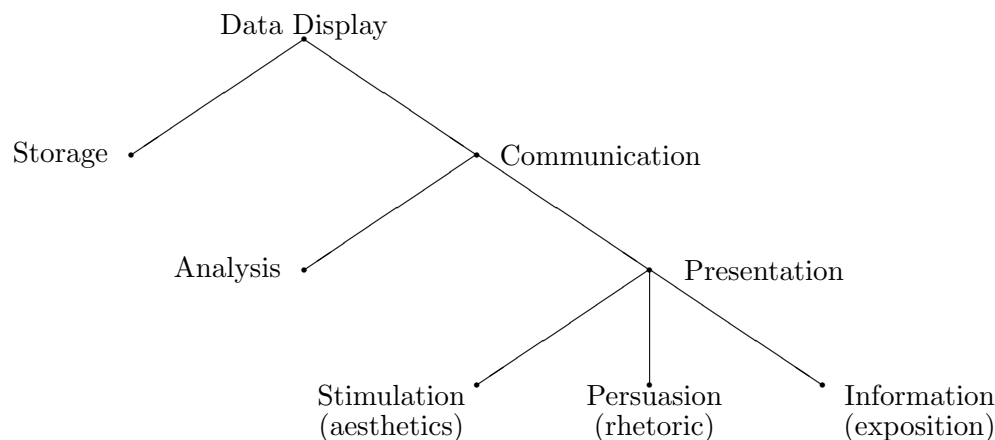 Data Display
Storage
Communication
Analysis
Presentation
Stimulation
(aesthetics)
Persuasion
(rhetoric)
Information
(exposition)